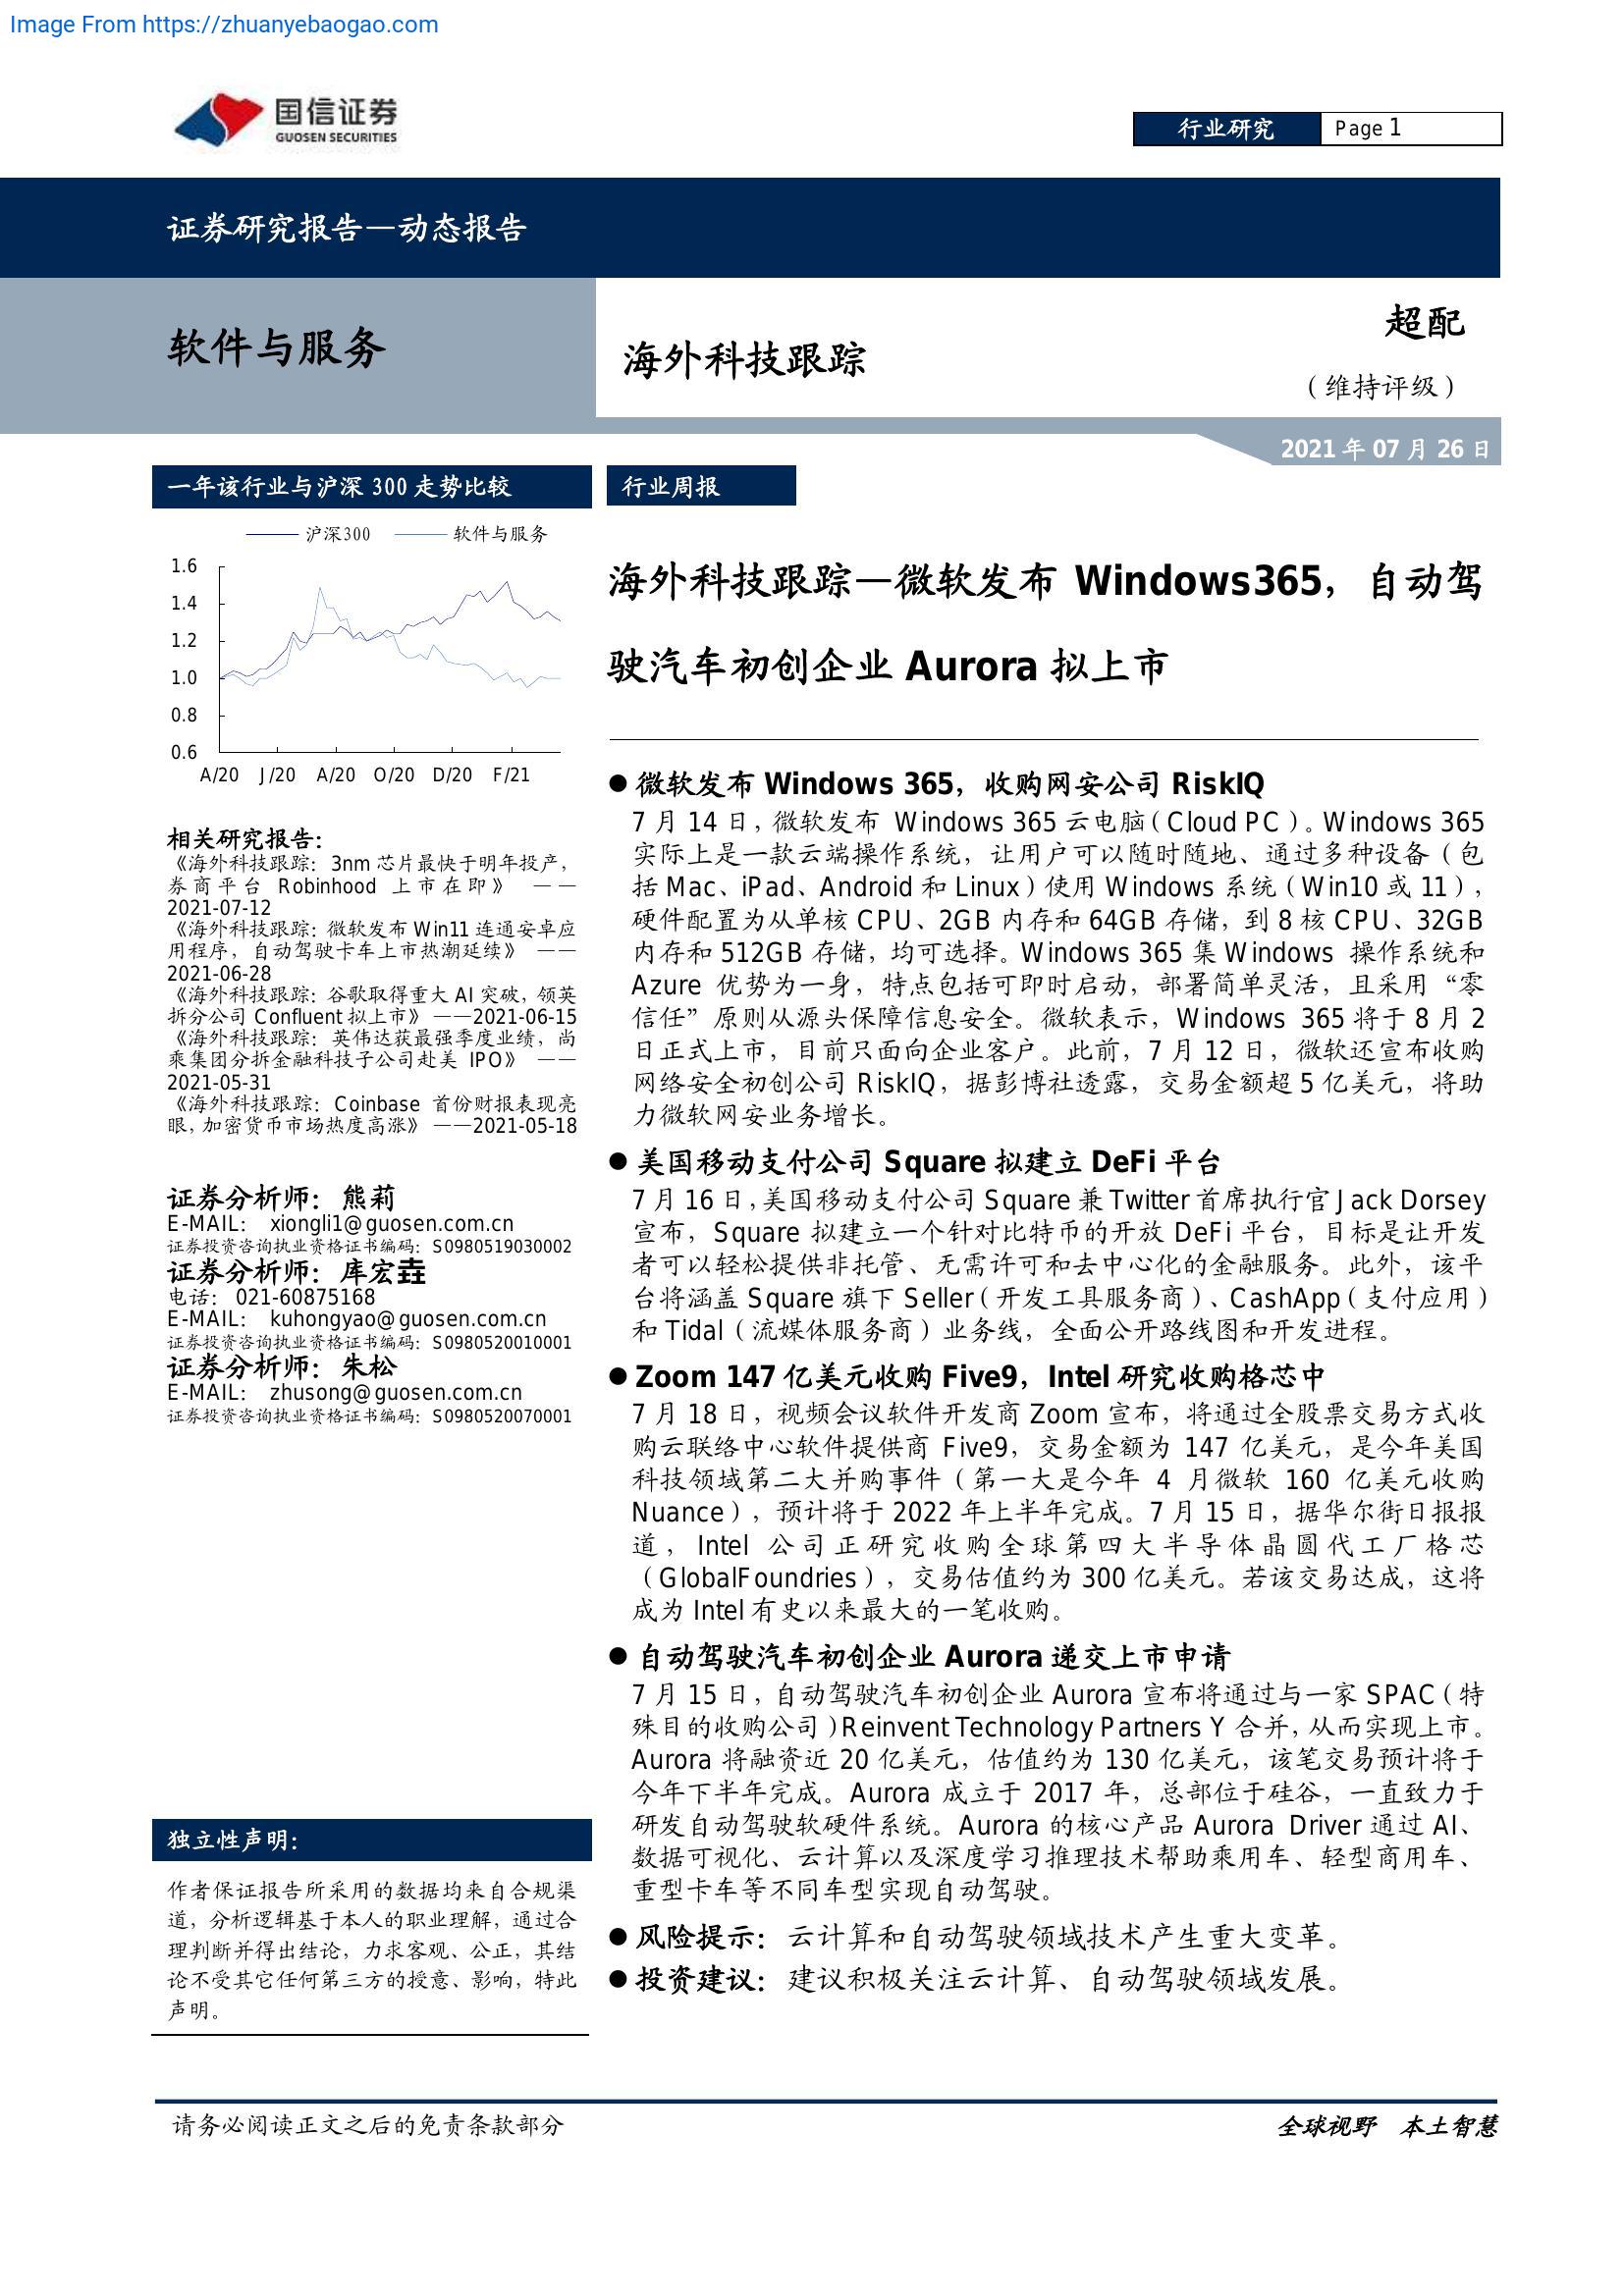 Image From https://zhuanyebaogao.com
国信证券
GUOSEN SECURITIES
行业研究
Page 1
证券研究报告—动态报告
软件与服务
海外科技跟踪
超配
（维持评级）
2021 年 07 月 26 日
一年该行业与沪深 300 走势比较
沪深300 软件与服务
1.6
1.4
1.2
1.0
0.8
0.6
A/20 J/20 A/20 O/20 D/20 F/21
相关研究报告：
《海外科技跟踪：3nm 芯片最快于明年投产，
券商平台 Robinhood 上市在即》 ——
2021-07-12
《海外科技跟踪：微软发布 Win11 连通安卓应
用程序，自动驾驶卡车上市热潮延续》 ——
2021-06-28
《海外科技跟踪：谷歌取得重大 AI 突破，领英
拆分公司 Confluent 拟上市》 ——2021-06-15
《海外科技跟踪：英伟达获最强季度业绩，尚
乘集团分拆金融科技子公司赴美 IPO》 ——
2021-05-31
《海外科技跟踪：Coinbase 首份财报表现亮
眼，加密货币市场热度高涨》 ——2021-05-18
证券分析师：熊莉
E-MAIL： xiongli1@guosen.com.cn
证券投资咨询执业资格证书编码：S0980519030002
证券分析师：库宏垚
电话： 021-60875168
E-MAIL： kuhongyao@guosen.com.cn
证券投资咨询执业资格证书编码：S0980520010001
证券分析师：朱松
E-MAIL： zhusong@guosen.com.cn
证券投资咨询执业资格证书编码：S0980520070001
独立性声明：
作者保证报告所采用的数据均来自合规渠
道，分析逻辑基于本人的职业理解，通过合
理判断并得出结论，力求客观、公正，其结
论不受其它任何第三方的授意、影响，特此
声明。
行业周报
海外科技跟踪—微软发布 Windows365，自动驾
驶汽车初创企业 Aurora 拟上市
● 微软发布 Windows 365，收购网安公司 RiskIQ
7 月 14 日，微软发布 Windows 365 云电脑（Cloud PC）。Windows 365
实际上是一款云端操作系统，让用户可以随时随地、通过多种设备（包
括 Mac、iPad、Android 和 Linux）使用 Windows 系统（Win10 或 11），
硬件配置为从单核 CPU、2GB 内存和 64GB 存储，到 8 核 CPU、32GB
内存和 512GB 存储，均可选择。Windows 365 集 Windows 操作系统和
Azure 优势为一身，特点包括可即时启动，部署简单灵活，且采用“零
信任”原则从源头保障信息安全。微软表示，Windows 365 将于 8 月 2
日正式上市，目前只面向企业客户。此前，7 月 12 日，微软还宣布收购
网络安全初创公司 RiskIQ，据彭博社透露，交易金额超 5 亿美元，将助
力微软网安业务增长。
● 美国移动支付公司 Square 拟建立 DeFi 平台
7 月 16 日，美国移动支付公司 Square 兼 Twitter 首席执行官 Jack Dorsey
宣布，Square 拟建立一个针对比特币的开放 DeFi 平台，目标是让开发
者可以轻松提供非托管、无需许可和去中心化的金融服务。此外，该平
台将涵盖 Square 旗下 Seller（开发工具服务商）、CashApp（支付应用）
和 Tidal（流媒体服务商）业务线，全面公开路线图和开发进程。
● Zoom 147 亿美元收购 Five9，Intel 研究收购格芯中
7 月 18 日，视频会议软件开发商 Zoom 宣布，将通过全股票交易方式收
购云联络中心软件提供商 Five9，交易金额为 147 亿美元，是今年美国
科技领域第二大并购事件（第一大是今年 4 月微软 160 亿美元收购
Nuance），预计将于 2022 年上半年完成。7 月 15 日，据华尔街日报报
道，Intel 公司正研究收购全球第四大半导体晶圆代工厂格芯
（GlobalFoundries），交易估值约为 300 亿美元。若该交易达成，这将
成为 Intel 有史以来最大的一笔收购。
● 自动驾驶汽车初创企业 Aurora 递交上市申请
7 月 15 日，自动驾驶汽车初创企业 Aurora 宣布将通过与一家 SPAC（特
殊目的收购公司）Reinvent Technology Partners Y 合并，从而实现上市。
Aurora 将融资近 20 亿美元，估值约为 130 亿美元，该笔交易预计将于
今年下半年完成。Aurora 成立于 2017 年，总部位于硅谷，一直致力于
研发自动驾驶软硬件系统。Aurora 的核心产品 Aurora Driver 通过 AI、
数据可视化、云计算以及深度学习推理技术帮助乘用车、轻型商用车、
重型卡车等不同车型实现自动驾驶。
● 风险提示：云计算和自动驾驶领域技术产生重大变革。
● 投资建议：建议积极关注云计算、自动驾驶领域发展。
请务必阅读正文之后的免责条款部分
全球视野 本土智慧